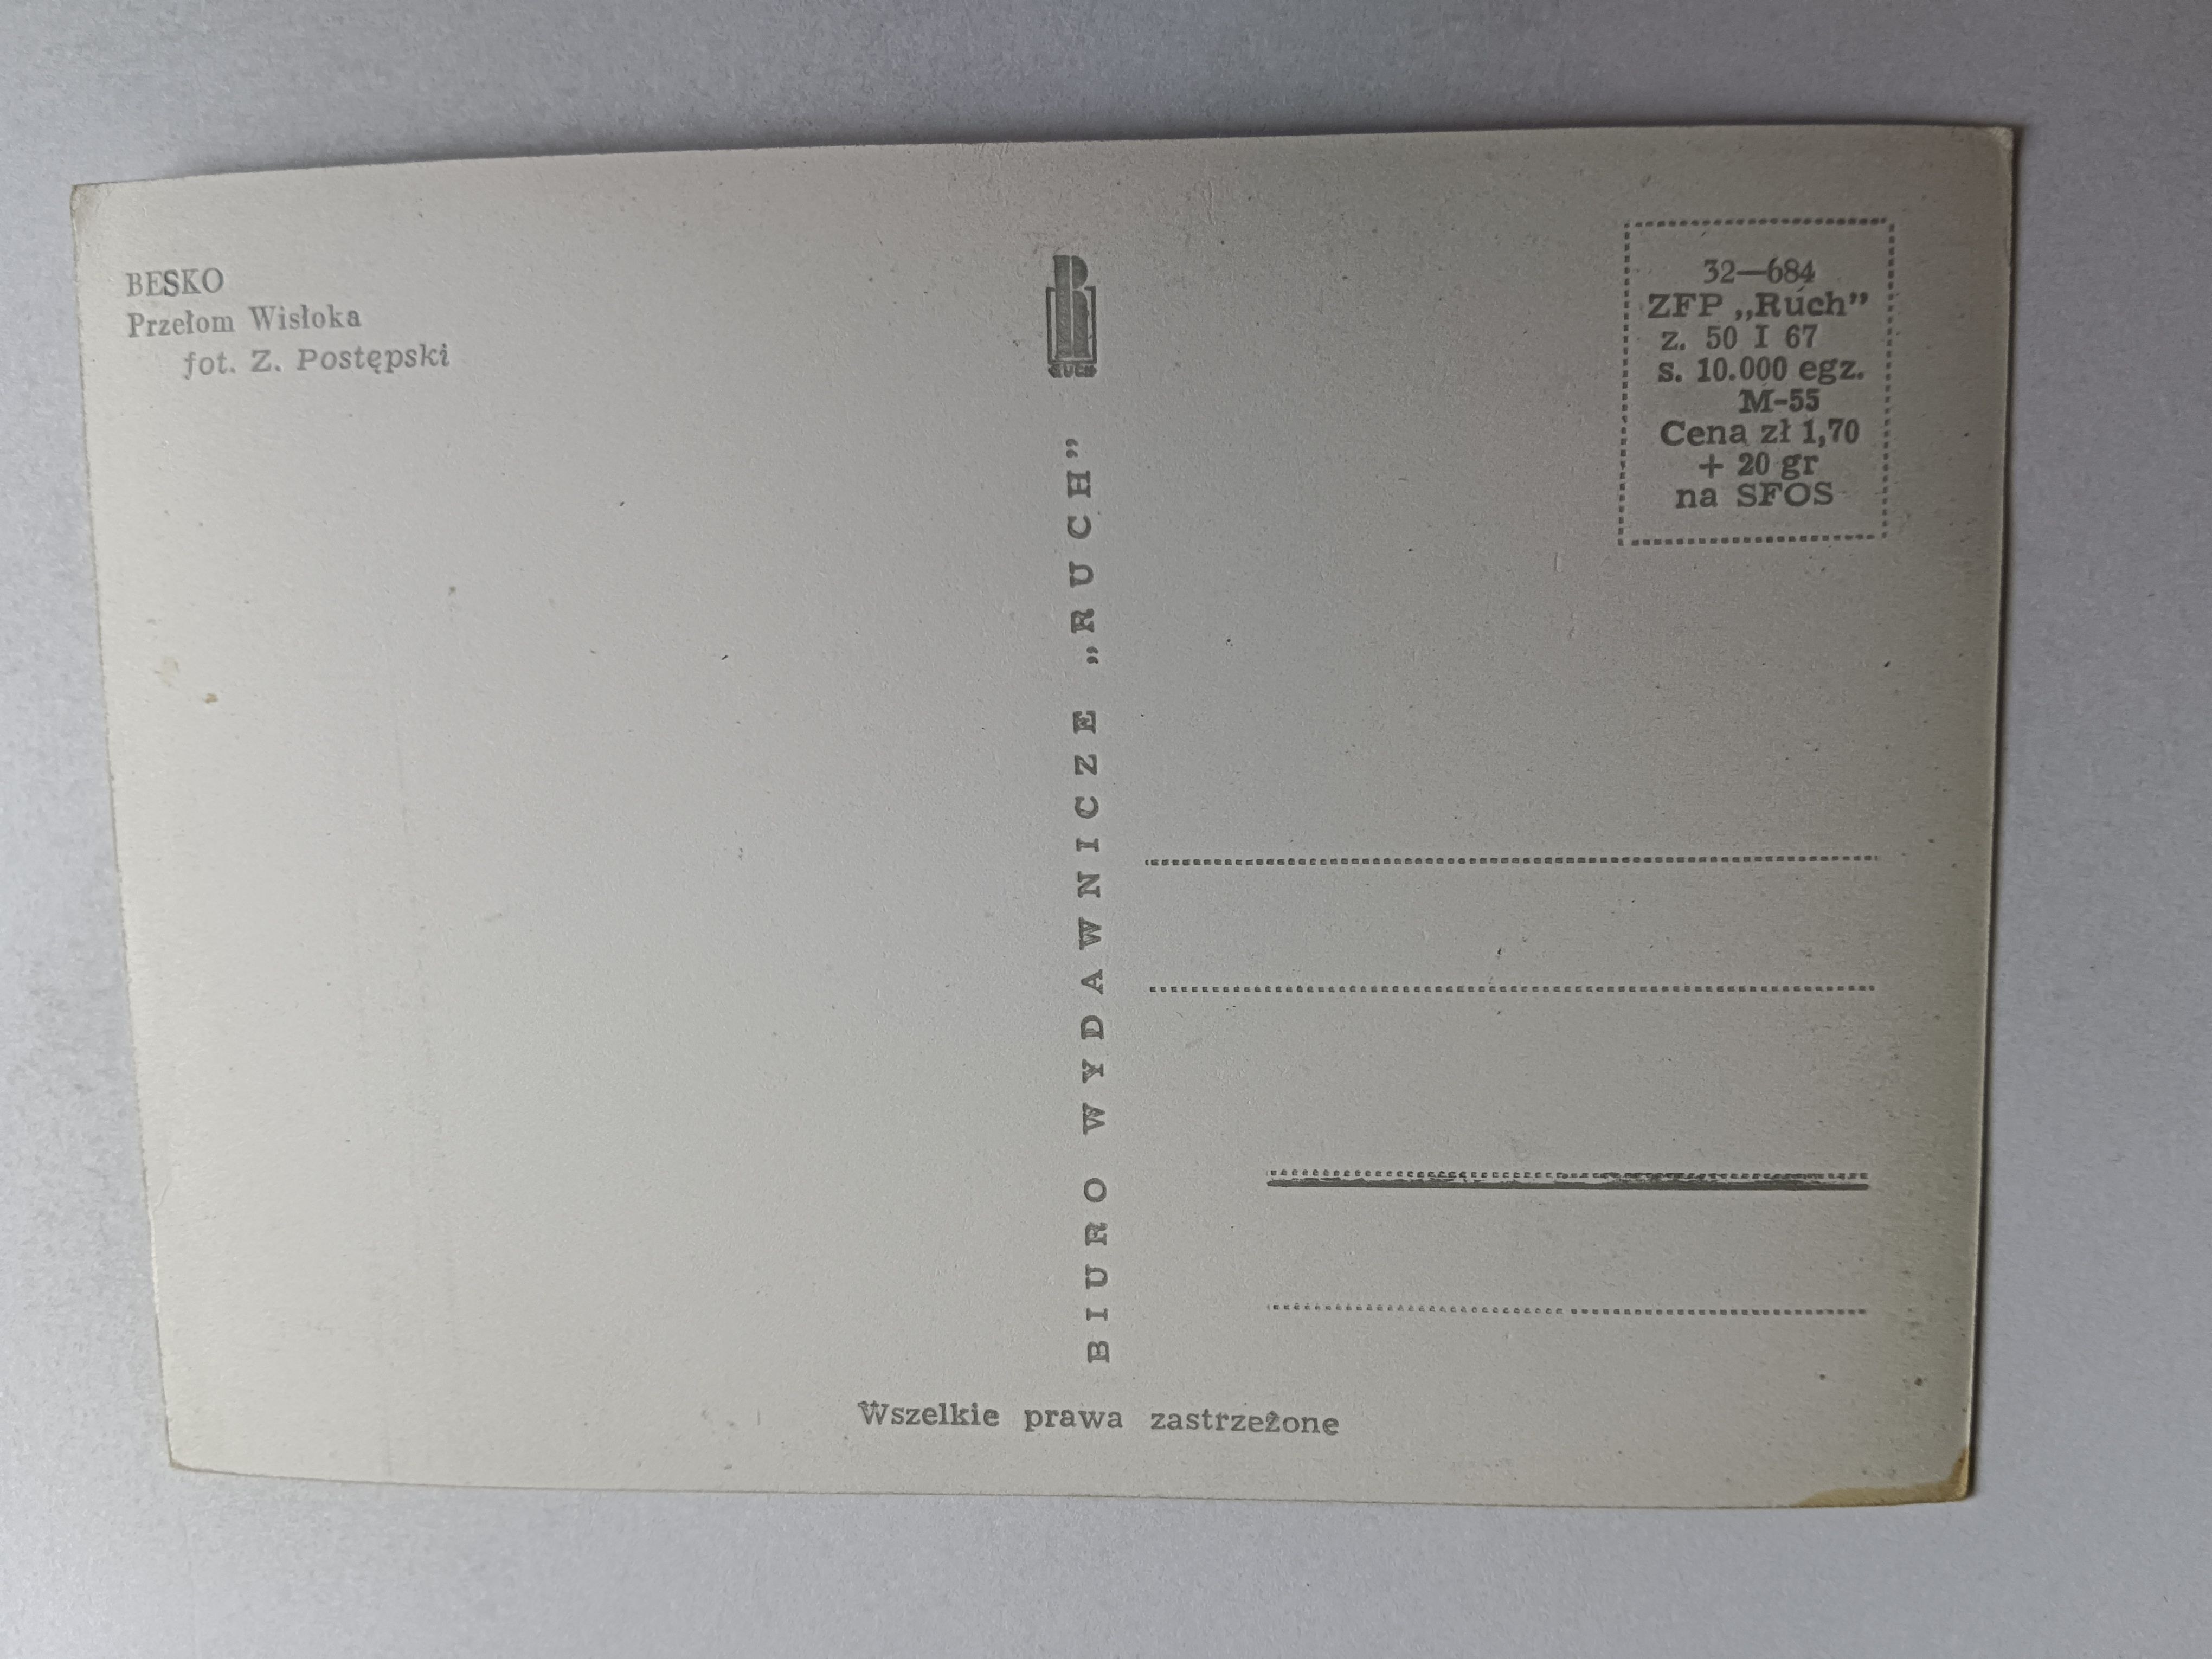 BESKO
Przełom Wisłoka
fot. Z. Postępski
RUCH
BIURO WYDAWNICZE „RUCH”
32—684
ZFP „Ruch”
z. 50 I 67
s. 10.000 egz.
M-55
Cena zł 1,70
+ 20 gr
na SFOS
Wszelkie prawa zastrzeżone